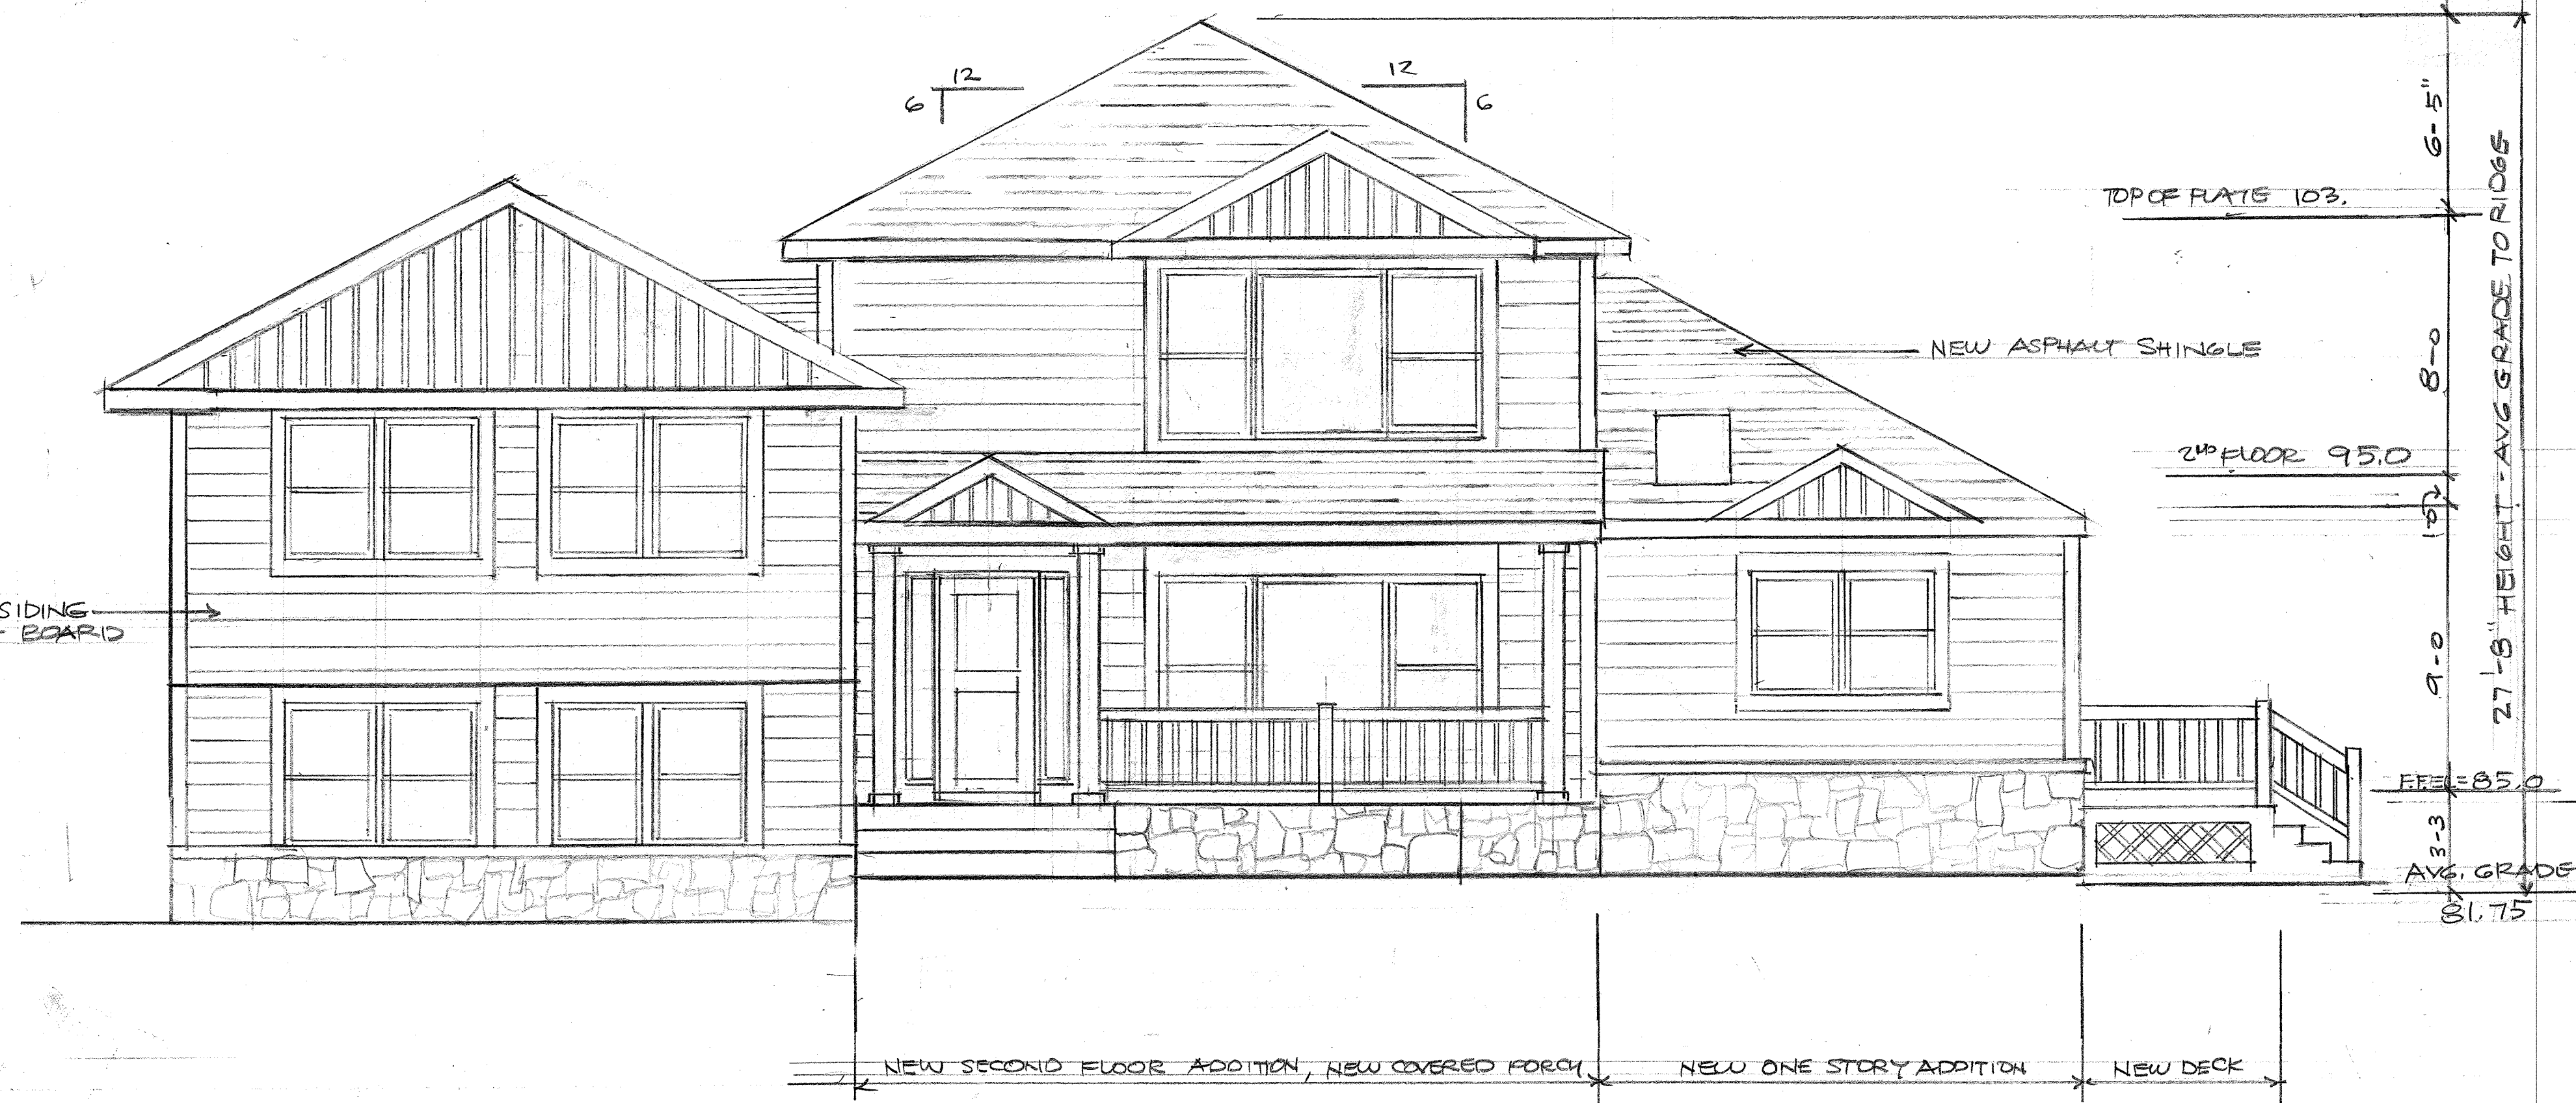 12
6
12
6
6-5"
TOP OF PLATE 103.
NEW ASPHALT SHINGLE
8-0
2ND FLOOR 95.0
SIDING
- BOARD
9-0
27'-8" HEIGHT - AVG GRADE TO RIDGE
F.F.EL= 85.0
3-3
AVG. GRADE
81.75
NEW SECOND FLOOR ADDITION, NEW COVERED PORCH
NEW ONE STORY ADDITION
NEW DECK